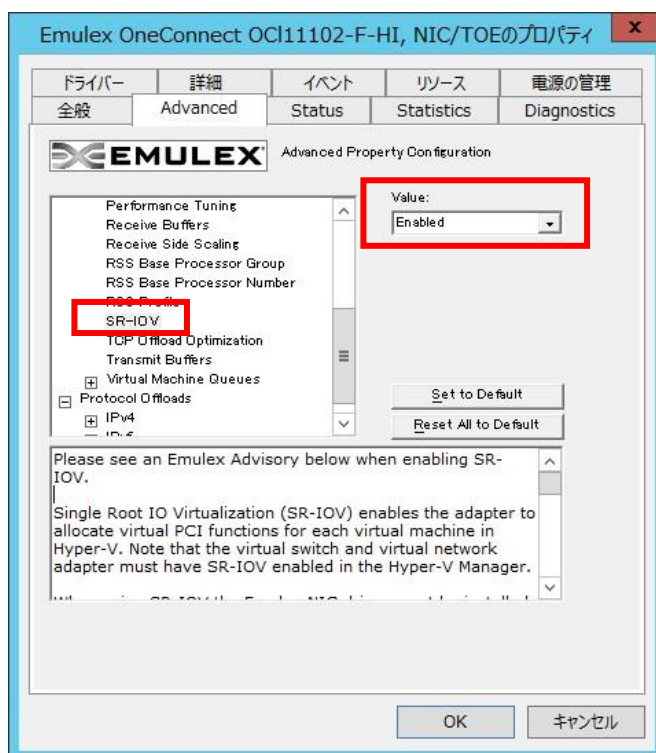 Emulex OneConnect OCl11102-F-HI, NIC/TOEのプロパティ x
ドライバー 詳細 イベント リソース 電源の管理
全般 Advanced Status Statistics Diagnostics
EMULEX Advanced Property Configuration
Value:
Enabled
Performance Tuning
Receive Buffers
Receive Side Scaling
RSS Base Processor Group
RSS Base Processor Number
SR-IOV
TCP Offload Optimization
Transmit Buffers
Virtual Machine Queues
Protocol Offloads
IPv4
Set to Default
Reset All to Default
Please see an Emulex Advisory below when enabling SR-
IOV.
Single Root IO Virtualization (SR-IOV) enables the adapter to
allocate virtual PCI functions for each virtual machine in
Hyper-V. Note that the virtual switch and virtual network
adapter must have SR-IOV enabled in the Hyper-V Manager.
OK キャンセル